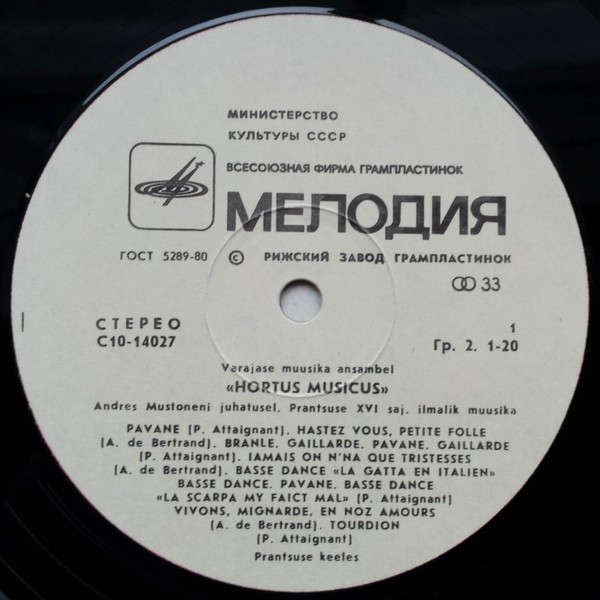 МИНИСТЕРСТВО
КУЛЬТУРЫ СССР
ВСЕСОЮЗНАЯ ФИРМА ГРАМПЛАСТИНОК
МЕЛОДИЯ
ГОСТ 5289-80 © РИЖСКИЙ ЗАВОД ГРАМПЛАСТИНОК
33
СТЕРЕО 1
С10-14027 Гр. 2. 1-20
Varajase muusika ansambel
«HORTUS MUSICUS»
Andres Mustoneni juhatusel. Prantsuse XVI saj. ilmalik muusika
PAVANE (P. Attaignant). HASTEZ VOUS, PETITE FOLLE
(A. de Bertrand). BRANLE, GAILLARDE, PAVANE, GAILLARDE
(P. Attaignant). IAMAIS ON N'NA QUE TRISTESSES
(A. de Bertrand). BASSE DANCE «LA GATTA EN ITALIEN»
BASSE DANCE, PAVANE, BASSE DANCE
«LA SCARPA MY FAICT MAL» (P. Attaignant)
VIVONS, MIGNARDE, EN NOZ AMOURS
(A. de Bertrand). TOURDION
(P. Attaignant)
Prantsuse keeles